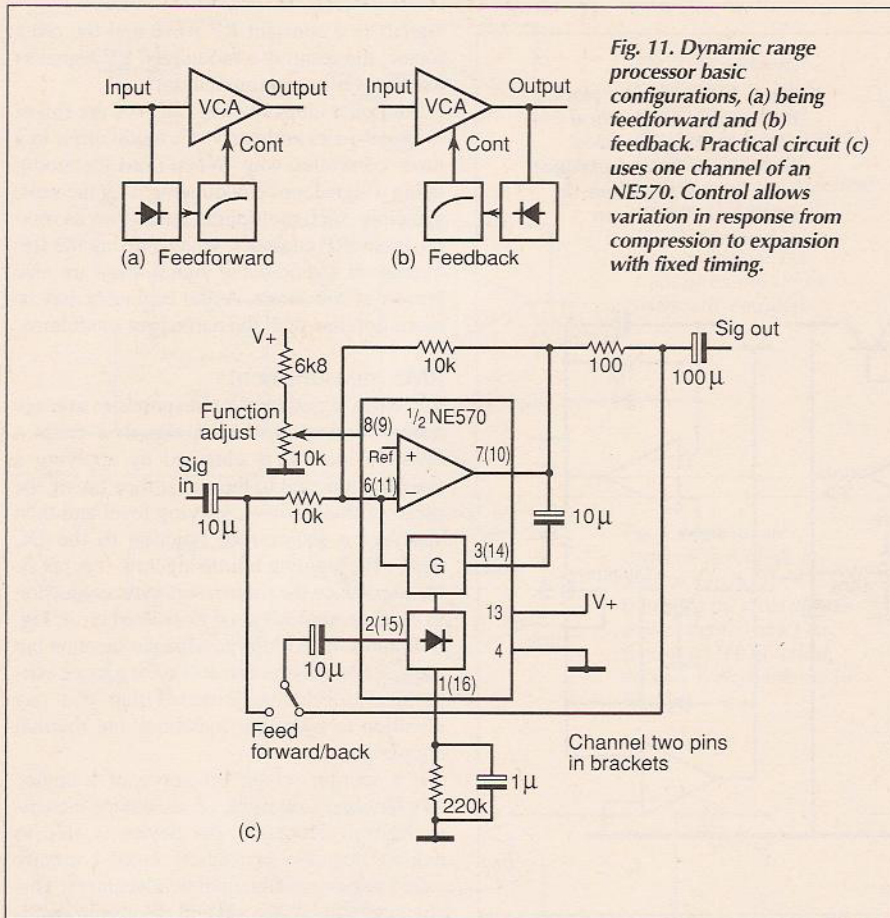 Input
VCA
Output
Cont
(a) Feedforward
Input
VCA
Output
Cont
(b) Feedback
Fig. 11. Dynamic range
processor basic
configurations, (a) being
feedforward and (b)
feedback. Practical circuit (c)
uses one channel of an
NE570. Control allows
variation in response from
compression to expansion
with fixed timing.
V+
6k8
10k
100
Sig out
100µ
Function
adjust
10k
8(9)
½ NE570
Ref
+
7(10)
Sig
in
6(11)
−
10µ
10k
10µ
G
3(14)
13
V+
2(15)
4
10µ
1(16)
Feed
forward/back
Channel two pins
in brackets
220k
1µ
(c)